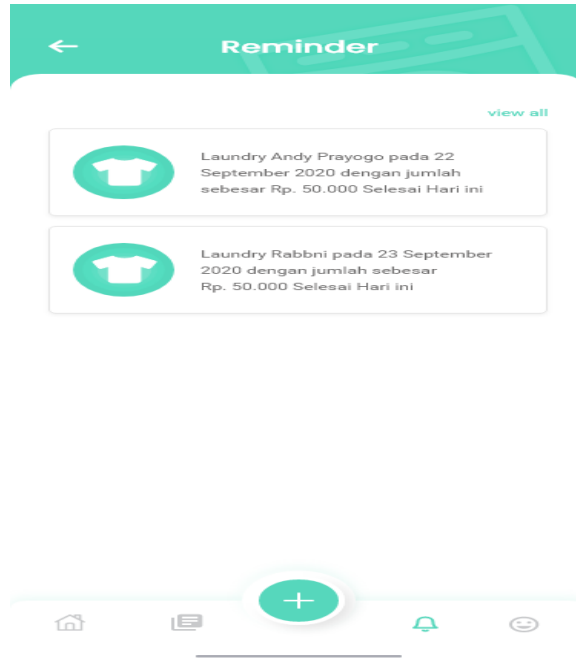 Reminder
view all
Laundry Andy Prayogo pada 22
September 2020 dengan jumlah
sebesar Rp. 50.000 Selesai Hari ini
Laundry Rabbni pada 23 September
2020 dengan jumlah sebesar
Rp. 50.000 Selesai Hari ini